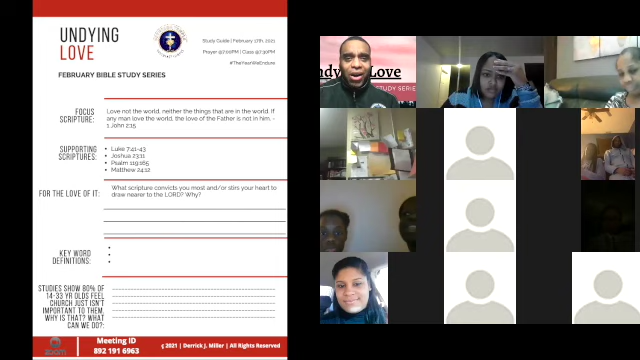 UNDYING
LOVE
FEBRUARY BIBLE STUDY SERIES
Study Guide | February 17th, 2021
Prayer @7:00PM | Class @7:30PM
#TheYearWeEndure
FOCUS
SCRIPTURE:
Love not the world, neither the things that are in the world. If
any man love the world, the love of the Father is not in him. -
1 John 2:15
SUPPORTING
SCRIPTURES:
• Luke 7:41-43
• Joshua 23:11
• Psalm 119:165
• Matthew 24:12
FOR THE LOVE OF IT:
What scripture convicts you most and/or stirs your heart to
draw nearer to the LORD? Why?
KEY WORD
DEFINITIONS:
STUDIES SHOW 80% OF
14-33 YR OLDS FEEL
CHURCH JUST ISN'T
IMPORTANT TO THEM.
WHY IS THAT? WHAT
CAN WE DO?:
zoom
Meeting ID
892 191 6963
© 2021 | Derrick J. Miller | All Rights Reserved
ndy Love
STUDY SERIES